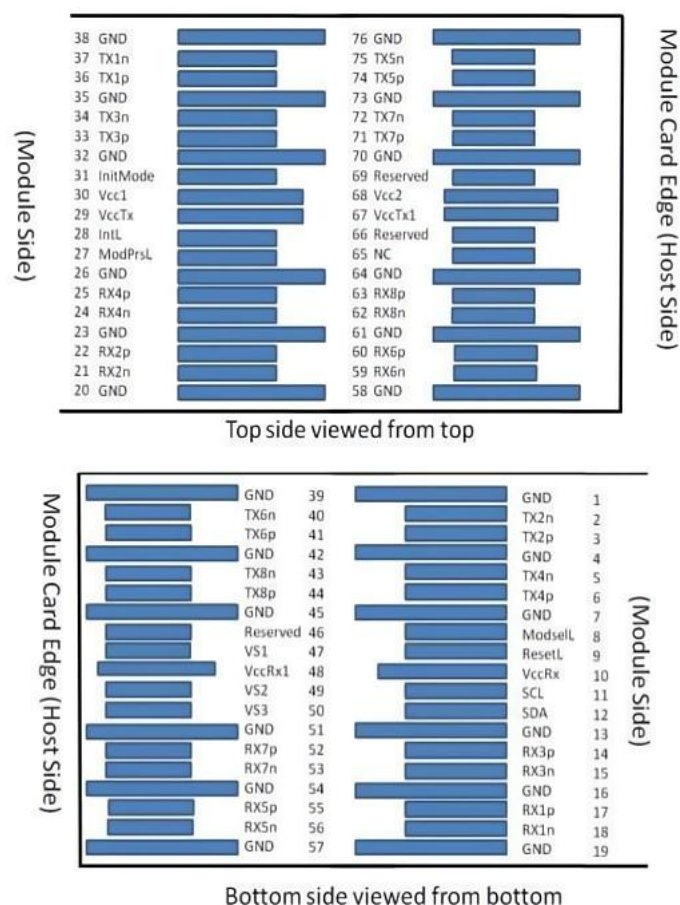 38 GND 76 GND
37 TX1n 75 TX5n
36 TX1p 74 TX5p
35 GND 73 GND
34 TX3n 72 TX7n
33 TX3p 71 TX7p
32 GND 70 GND
31 InitMode 69 Reserved
30 Vcc1 68 Vcc2
29 VccTx 67 VccTx1
28 IntL 66 Reserved
27 ModPrsL 65 NC
26 GND 64 GND
25 RX4p 63 RX8p
24 RX4n 62 RX8n
23 GND 61 GND
22 RX2p 60 RX6p
21 RX2n 59 RX6n
20 GND 58 GND
(Module Side)
Module Card Edge (Host Side)
Top side viewed from top
GND 39 GND 1
TX6n 40 TX2n 2
TX6p 41 TX2p 3
GND 42 GND 4
TX8n 43 TX4n 5
TX8p 44 TX4p 6
GND 45 GND 7
Reserved 46 ModselL 8
VS1 47 ResetL 9
VccRx1 48 VccRx 10
VS2 49 SCL 11
VS3 50 SDA 12
GND 51 GND 13
RX7p 52 RX3p 14
RX7n 53 RX3n 15
GND 54 GND 16
RX5p 55 RX1p 17
RX5n 56 RX1n 18
GND 57 GND 19
Module Card Edge (Host Side)
(Module Side)
Bottom side viewed from bottom